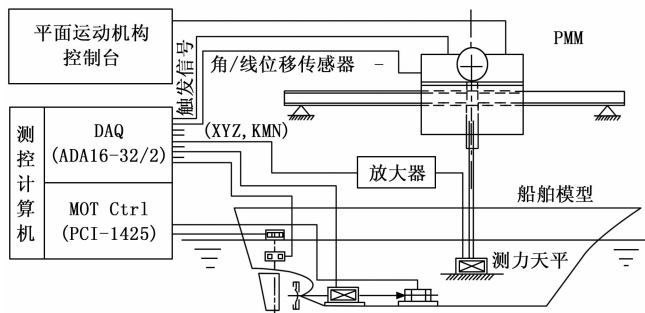 平面运动机构
控制台
PMM
触发信号
角/线位移传感器
测控计算机
DAQ
(ADA16-32/2)
(XYZ,KMN)
放大器
船舶模型
MOT Ctrl
(PCI-1425)
测力天平